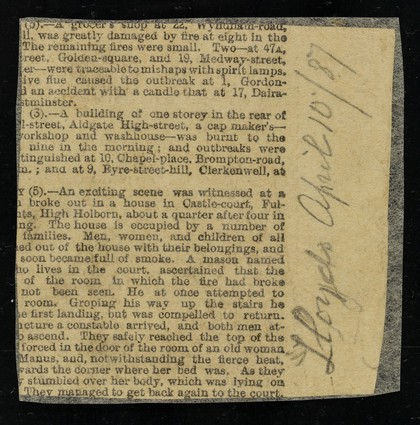 (5).—A grocer's shop at 22, Wyndham-road,
ll, was greatly damaged by fire at eight in the
The remaining fires were small. Two—at 47A,
reet, Golden-square, and 19, Medway-street,
er—were traceable to mishaps with spirit lamps.
ive fine caused the outbreak at 1, Gordon-
d an accident with a candle that at 17, Daira-
stminster.
(3).—A building of one storey in the rear of
l-street, Aldgate High-street, a cap maker's—
orkshop and washhouse—was burnt to the
nine in the morning; and outbreaks were
tinguished at 10, Chapel-place, Brompton-road,
m.; and at 9, Eyre-street-hill, Clerkenwell, at
y (5).—An exciting scene was witnessed at a
h broke out in a house in Castle-court, Ful-
nts, High Holborn, about a quarter after four in
ng. The house is occupied by a number of
families. Men, women, and children of all
ed out of the house with their belongings, and
soon became full of smoke. A mason named
ho lives in the court, ascertained that the
of the room in which the fire had broke
not been seen. He at once attempted to
room. Groping his way up the stairs he
e first landing, but was compelled to return.
ncture a constable arrived, and both men at-
o ascend. They safely reached the top of the
forced in the door of the room of an old woman
Manus, and, notwithstanding the fierce heat,
wards the corner where her bed was. As they
y stumbled over her body, which was lying on
They managed to get back again to the court.
Lloyds April 10/87